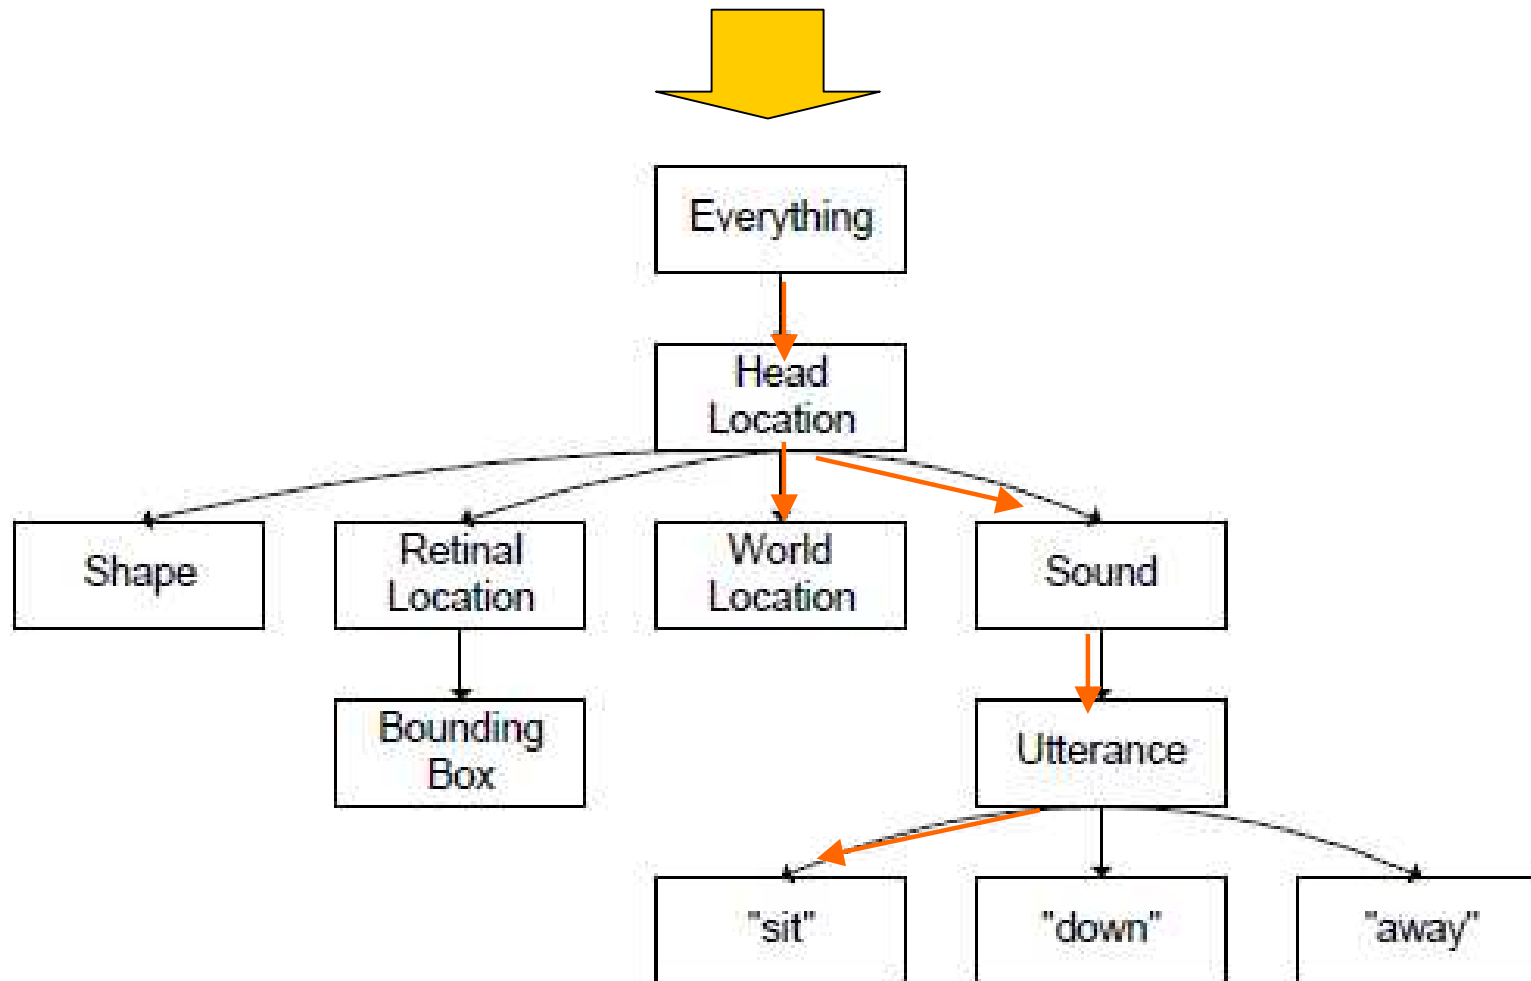 Everything
Head
Location
Shape
Retinal
Location
World
Location
Sound
Bounding
Box
Utterance
"sit"
"down"
"away"